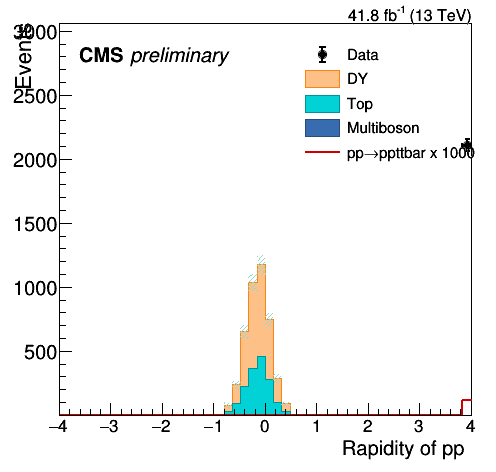 41.8 fb⁻¹ (13 TeV)
Events
3000
2500
2000
1500
1000
500
CMS preliminary
Data
DY
Top
Multiboson
pp→ppttbar x 1000
−4 −3 −2 −1 0 1 2 3 4
Rapidity of pp